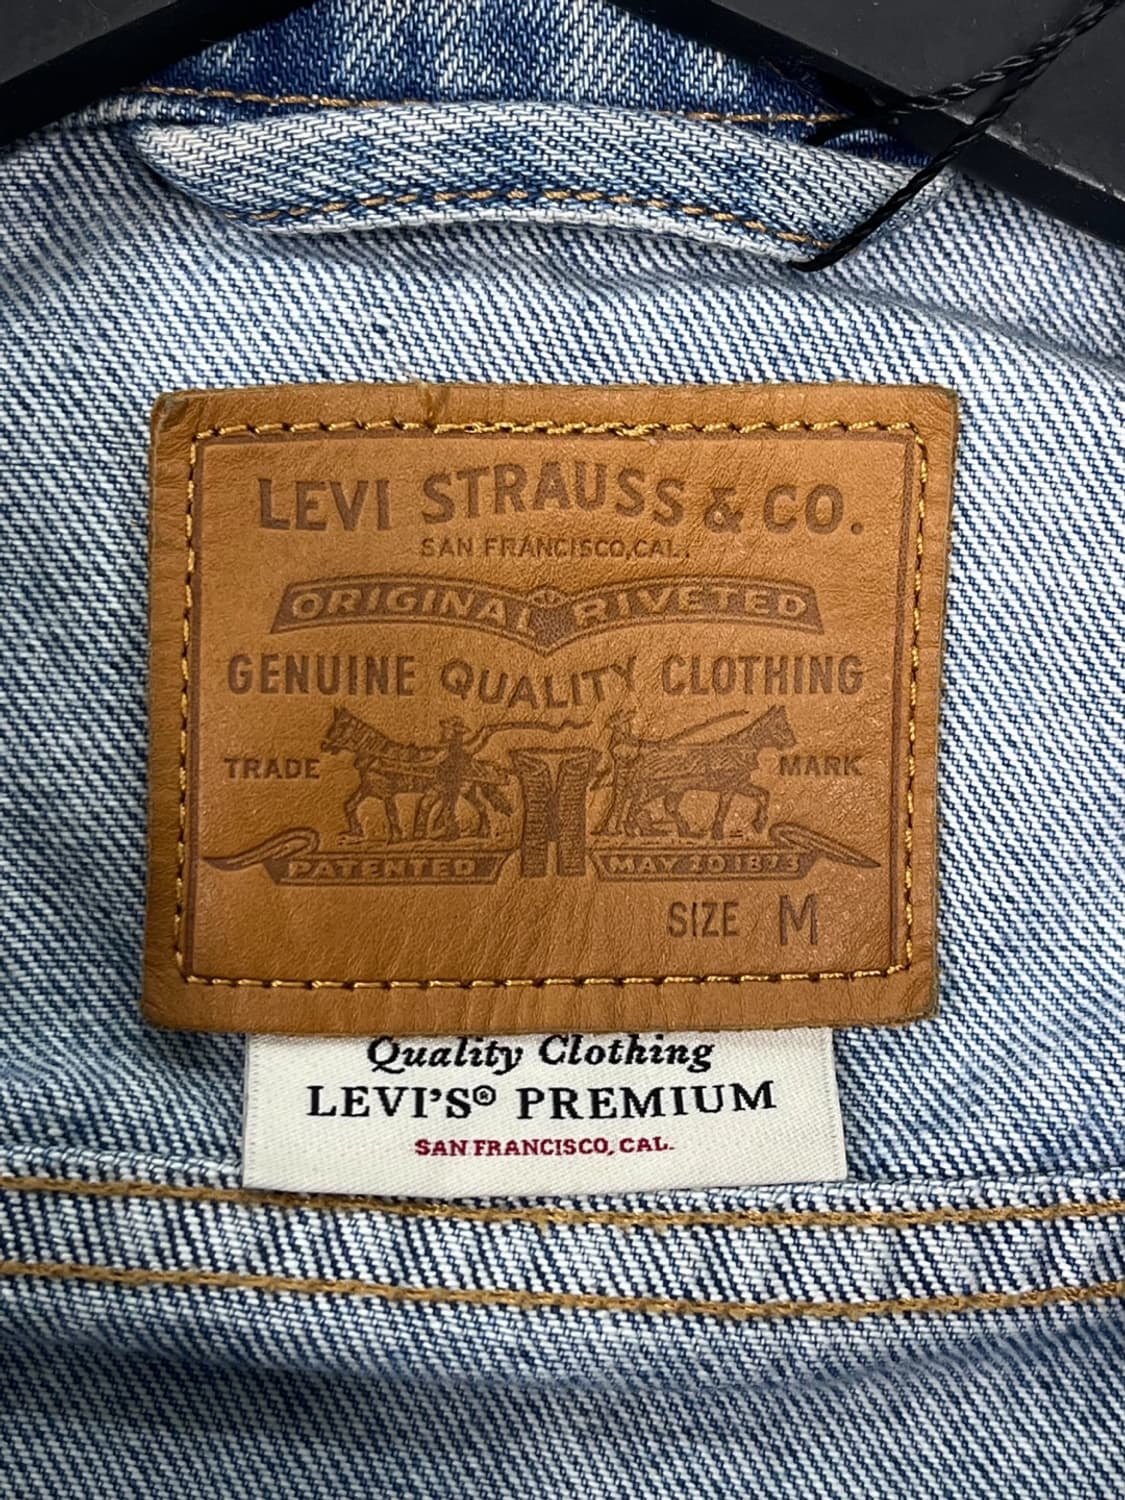 LEVI STRAUSS & CO.
SAN FRANCISCO, CAL.
ORIGINAL RIVETED
GENUINE QUALITY CLOTHING
TRADE MARK
PATENTED MAY 20 1873
SIZE M
Quality Clothing
LEVI'S® PREMIUM
SAN FRANCISCO, CAL.